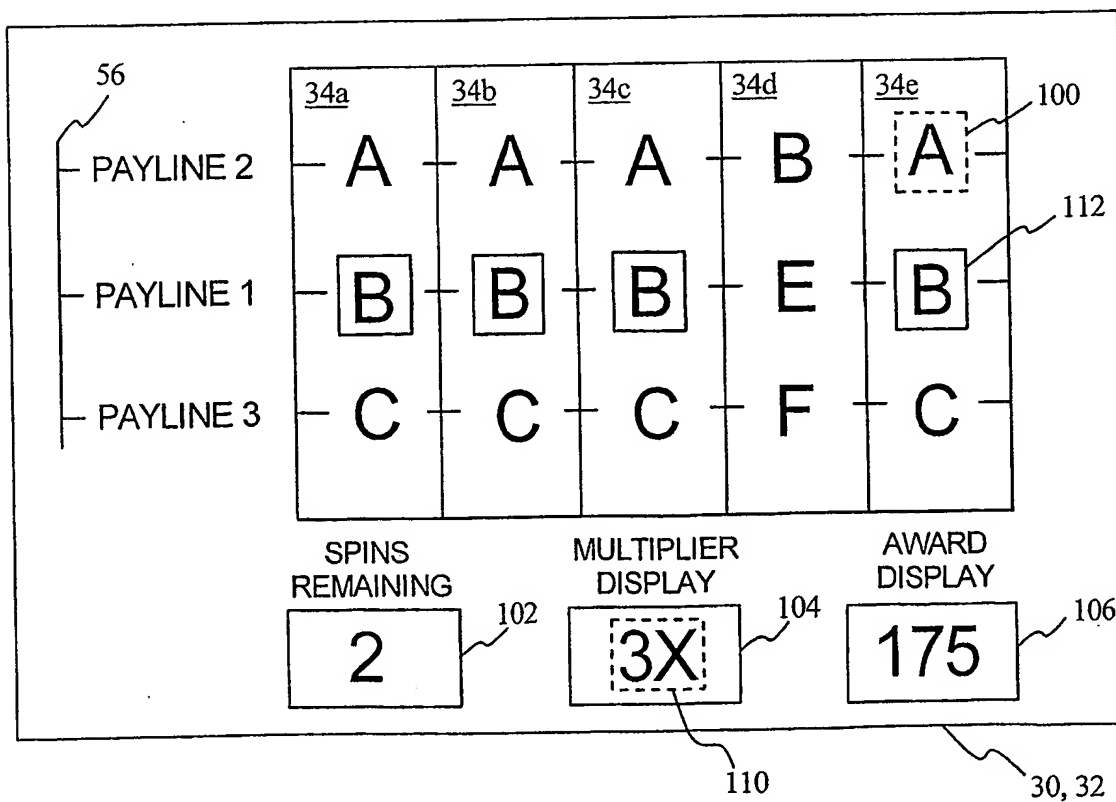 56
34a 34b 34c 34d 34e
100
PAYLINE 2 A A A B A
112
PAYLINE 1 B B B E B
PAYLINE 3 C C C F C
SPINS REMAINING
MULTIPLIER DISPLAY
AWARD DISPLAY
2
102
3X
104
175
106
110
30, 32